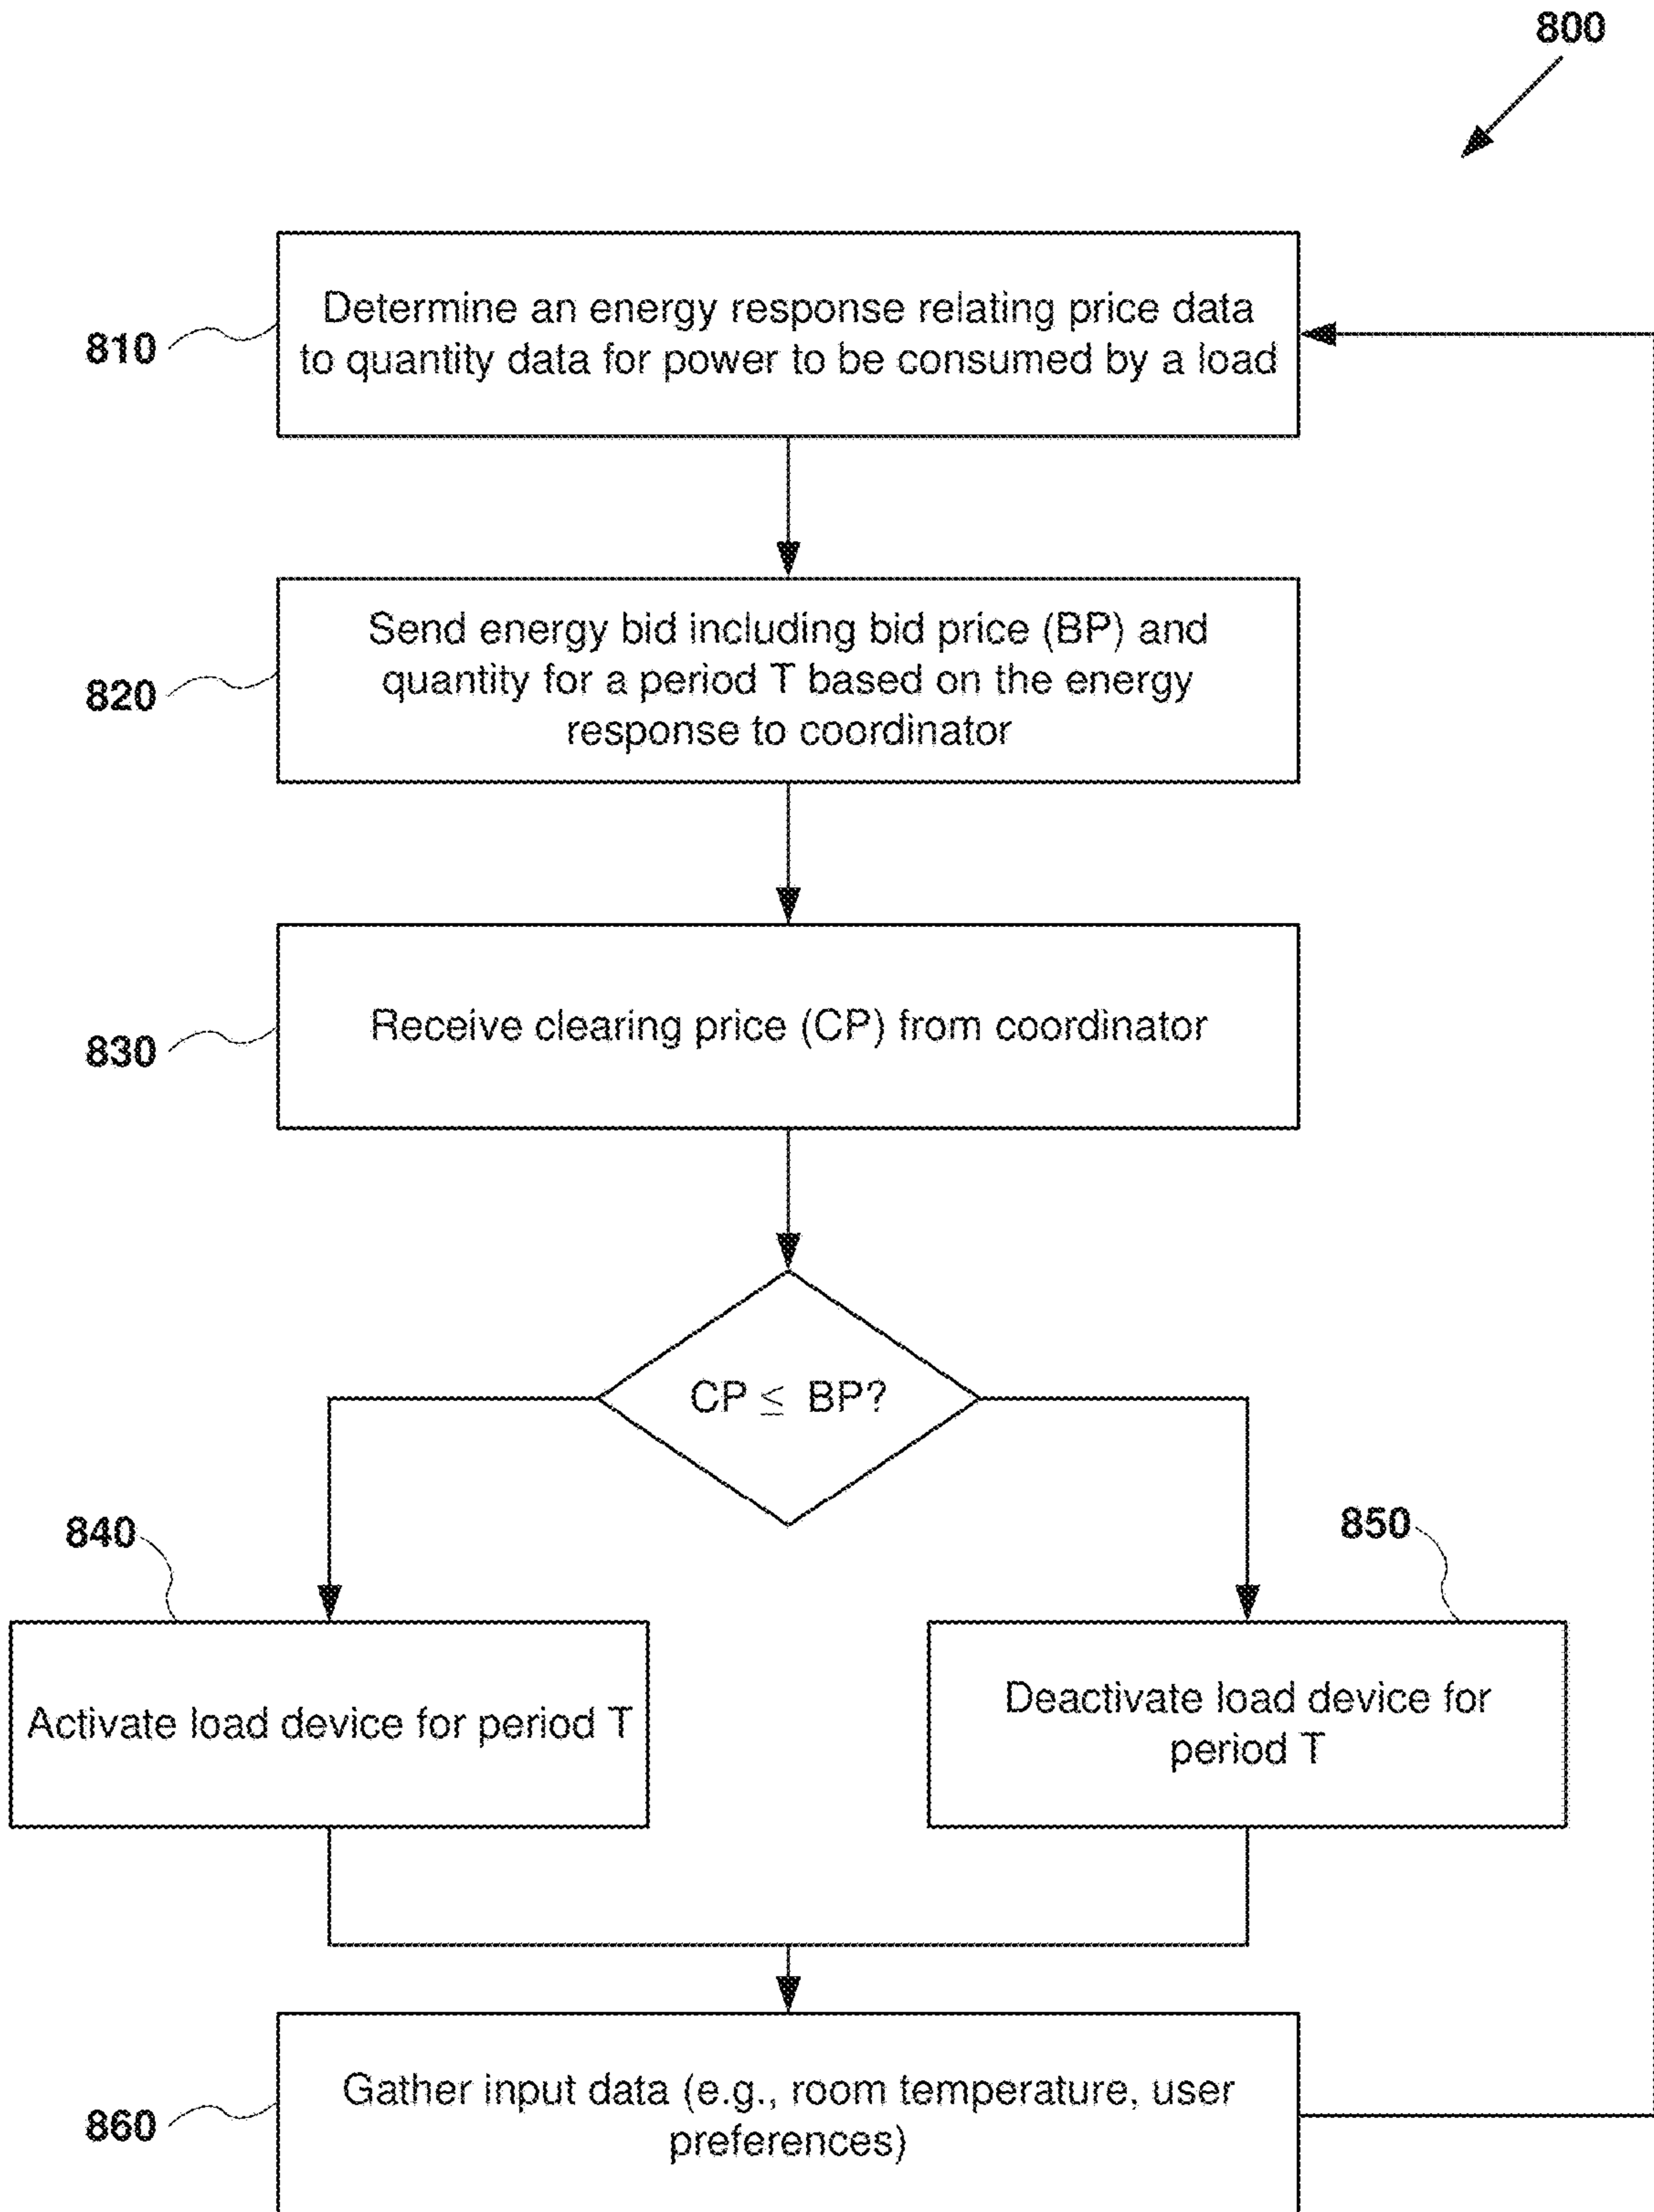 800
810
Determine an energy response relating price data
to quantity data for power to be consumed by a load
820
Send energy bid including bid price (BP) and
quantity for a period T based on the energy
response to coordinator
830
Receive clearing price (CP) from coordinator
CP ≤ BP?
840
850
Activate load device for period T
Deactivate load device for
period T
860
Gather input data (e.g., room temperature, user
preferences)